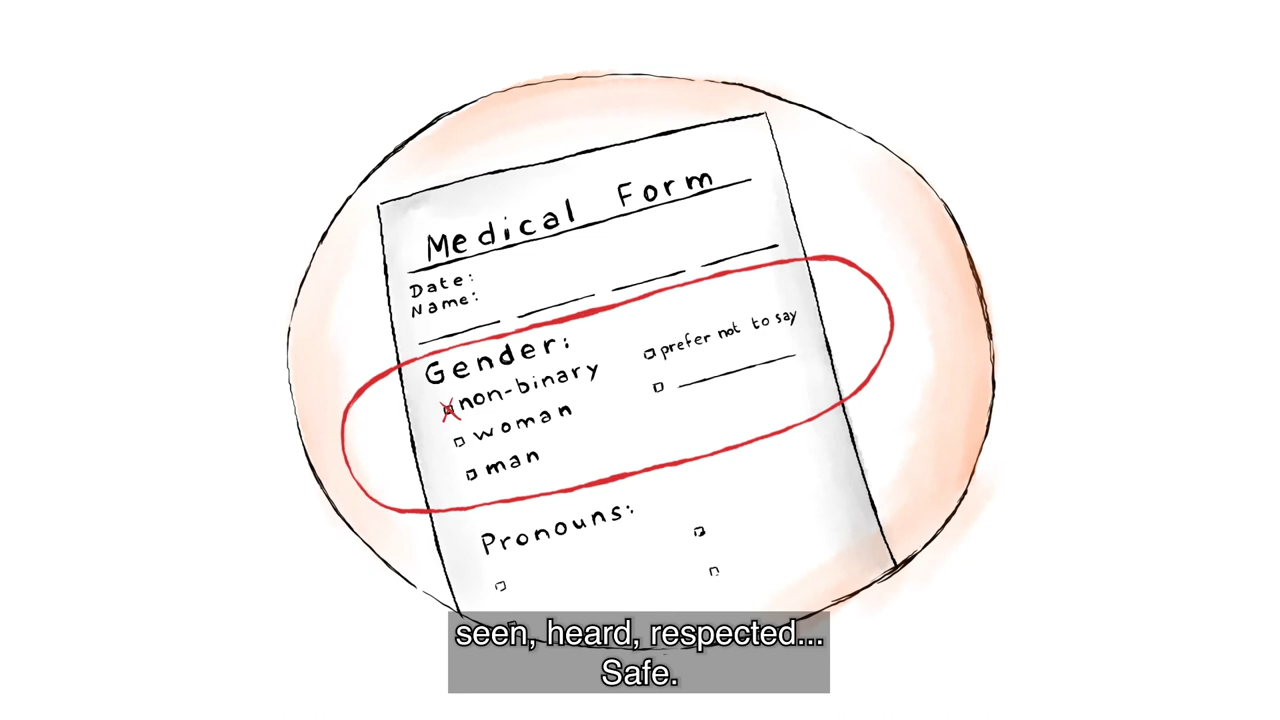 Medical Form
Date:
Name:
Gender:
non-binary
woman
man
prefer not to say
Pronouns:
seen, heard, respected...
Safe.